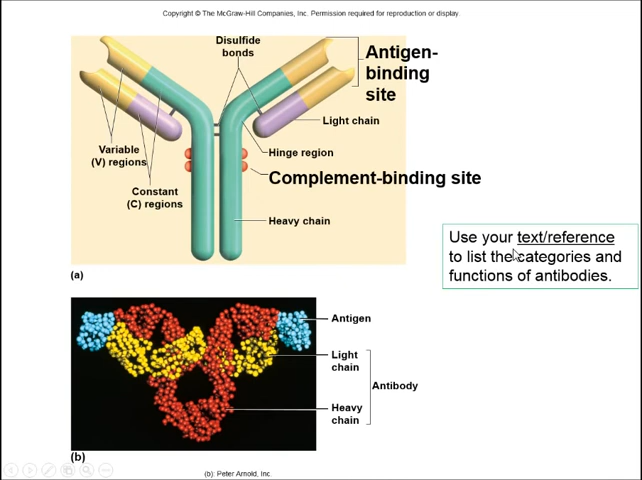 Copyright © The McGraw-Hill Companies, Inc. Permission required for reproduction or display.
Disulfide
bonds
Antigen-
binding
site
Light chain
Variable
(V) regions
Hinge region
Complement-binding site
Constant
(C) regions
Heavy chain
Use your text/reference
to list the categories and
functions of antibodies.
(a)
Antigen
Light
chain
Antibody
Heavy
chain
(b)
(b): Peter Arnold, Inc.